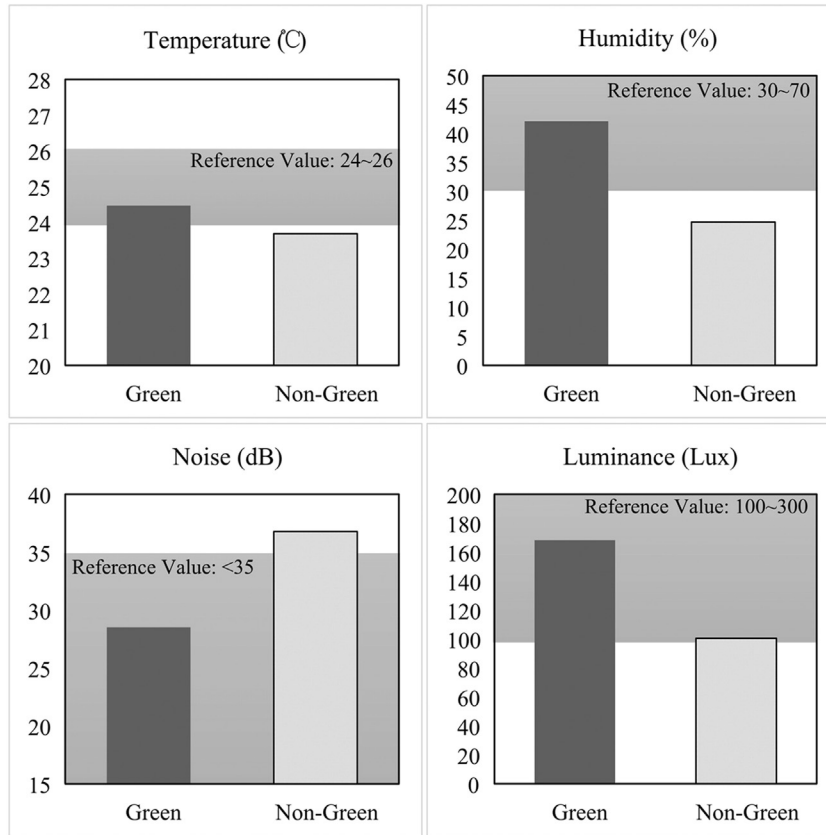 Temperature (℃)
28
27
26
25
24
23
22
21
20
Reference Value: 24~26
Green
Non-Green
Humidity (%)
50
45
40
35
30
25
20
15
10
5
0
Reference Value: 30~70
Green
Non-Green
Noise (dB)
40
35
30
25
20
15
Reference Value: <35
Green
Non-Green
Luminance (Lux)
200
180
160
140
120
100
80
60
40
20
0
Reference Value: 100~300
Green
Non-Green